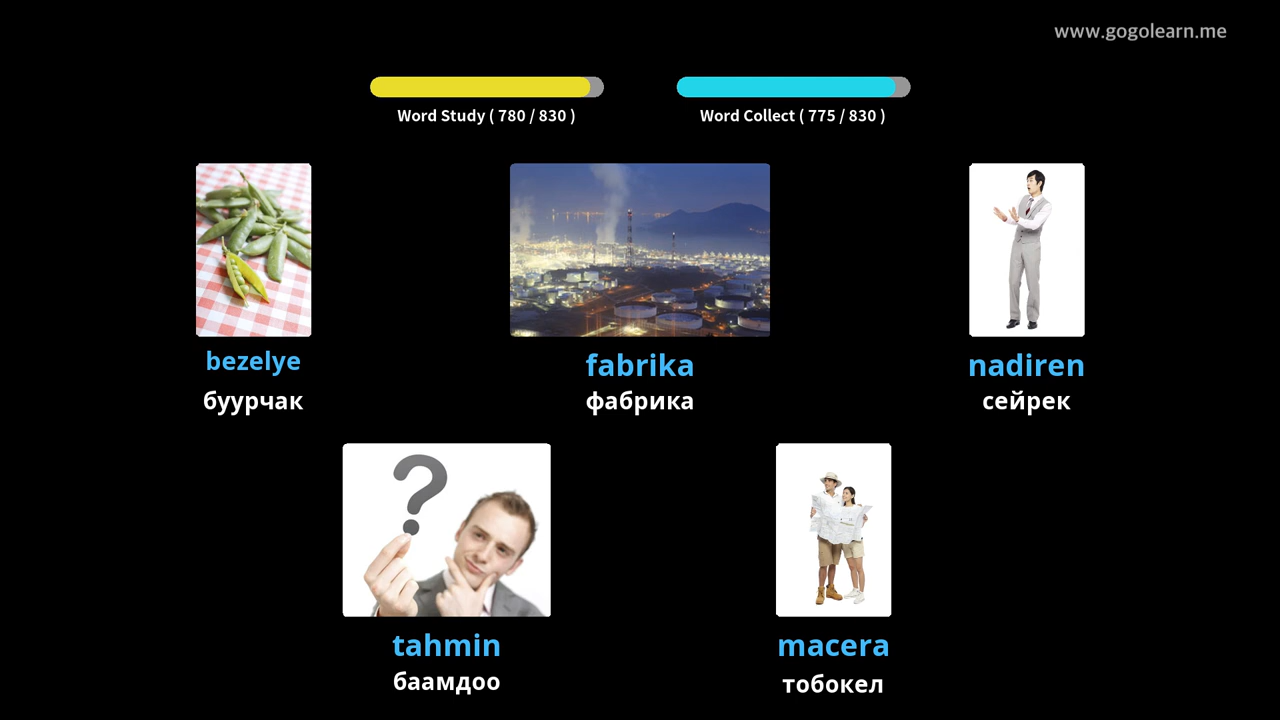 www.gogolearn.me
Word Study ( 780 / 830 )
Word Collect ( 775 / 830 )
bezelye
буурчак
fabrika
фабрика
nadiren
сейрек
tahmin
баамдоо
macera
тобокел